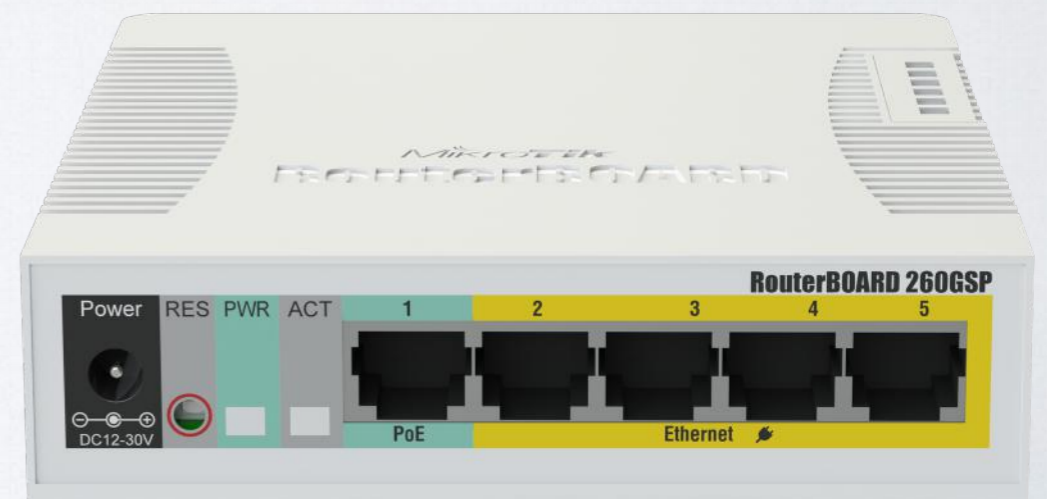 MikroTik
RouterBOARD
RouterBOARD 260GSP
Power RES PWR ACT 1 2 3 4 5
DC12-30V PoE Ethernet